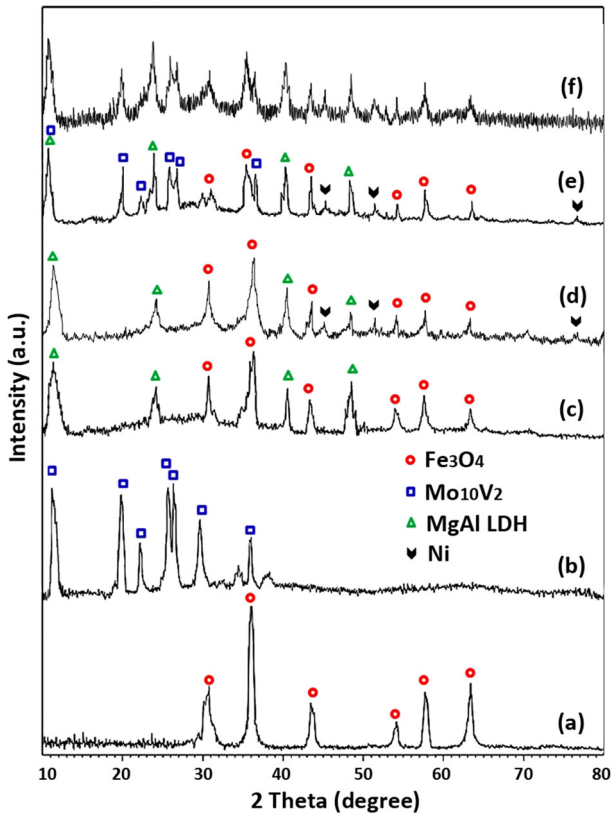 (f)
(e)
(d)
(c)
Fe3O4
Mo10V2
MgAl LDH
Ni
(b)
(a)
10 20 30 40 50 60 70 80
2 Theta (degree)
Intensity (a.u.)